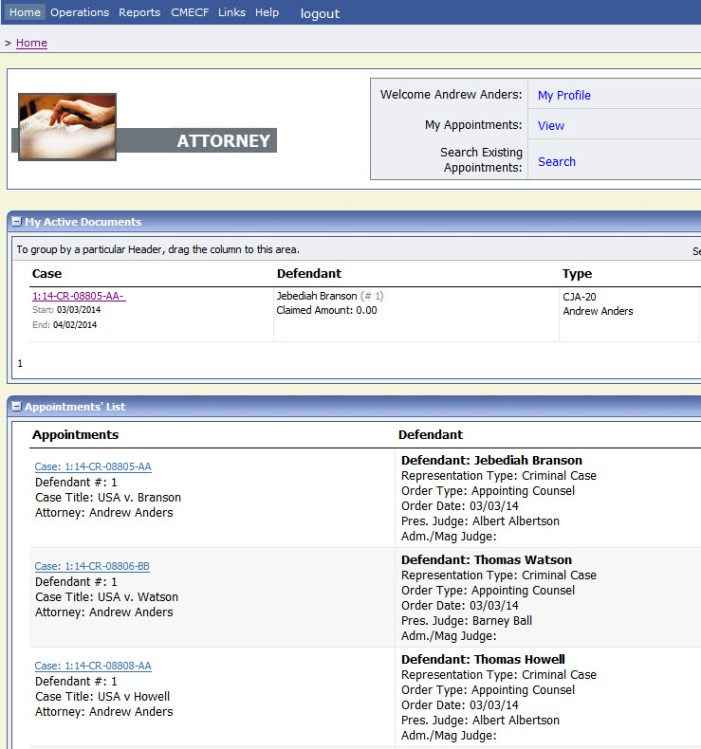 Home Operations Reports CMECF Links Help logout
> Home
ATTORNEY
Welcome Andrew Anders: My Profile
My Appointments: View
Search Existing
Appointments: Search
My Active Documents
To group by a particular Header, drag the column to this area.
Case Defendant Type
1:14-CR-08805-AA- Jebediah Branson (# 1) CJA-20
Start: 03/03/2014 Claimed Amount: 0.00 Andrew Anders
End: 04/02/2014
1
Appointments' List
Appointments Defendant
Case: 1:14-CR-08805-AA
Defendant #: 1
Case Title: USA v. Branson
Attorney: Andrew Anders
Defendant: Jebediah Branson
Representation Type: Criminal Case
Order Type: Appointing Counsel
Order Date: 03/03/14
Pres. Judge: Albert Albertson
Adm./Mag Judge:
Case: 1:14-CR-08806-BB
Defendant #: 1
Case Title: USA v. Watson
Attorney: Andrew Anders
Defendant: Thomas Watson
Representation Type: Criminal Case
Order Type: Appointing Counsel
Order Date: 03/03/14
Pres. Judge: Barney Ball
Adm./Mag Judge:
Case: 1:14-CR-08808-AA
Defendant #: 1
Case Title: USA v Howell
Attorney: Andrew Anders
Defendant: Thomas Howell
Representation Type: Criminal Case
Order Type: Appointing Counsel
Order Date: 03/03/14
Pres. Judge: Albert Albertson
Adm./Mag Judge: